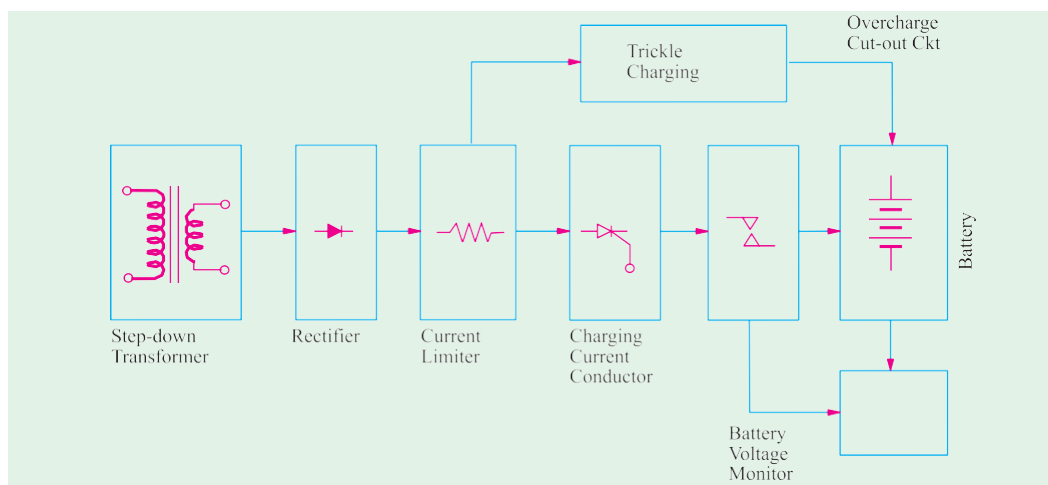 Overcharge
Cut-out Ckt
Trickle
Charging
Battery
Step-down
Transformer
Rectifier
Current
Limiter
Charging
Current
Conductor
Battery
Voltage
Monitor